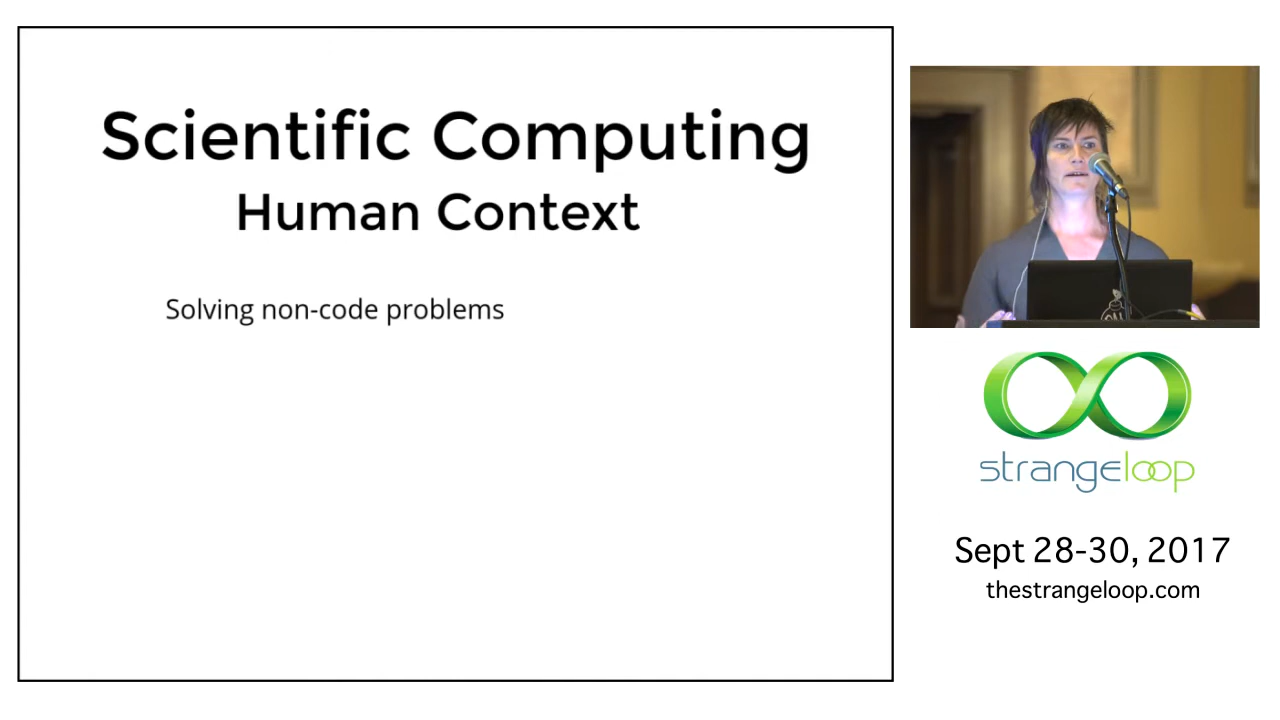 Scientific Computing
Human Context
Solving non-code problems
strangeloop
Sept 28-30, 2017
thestrangeloop.com